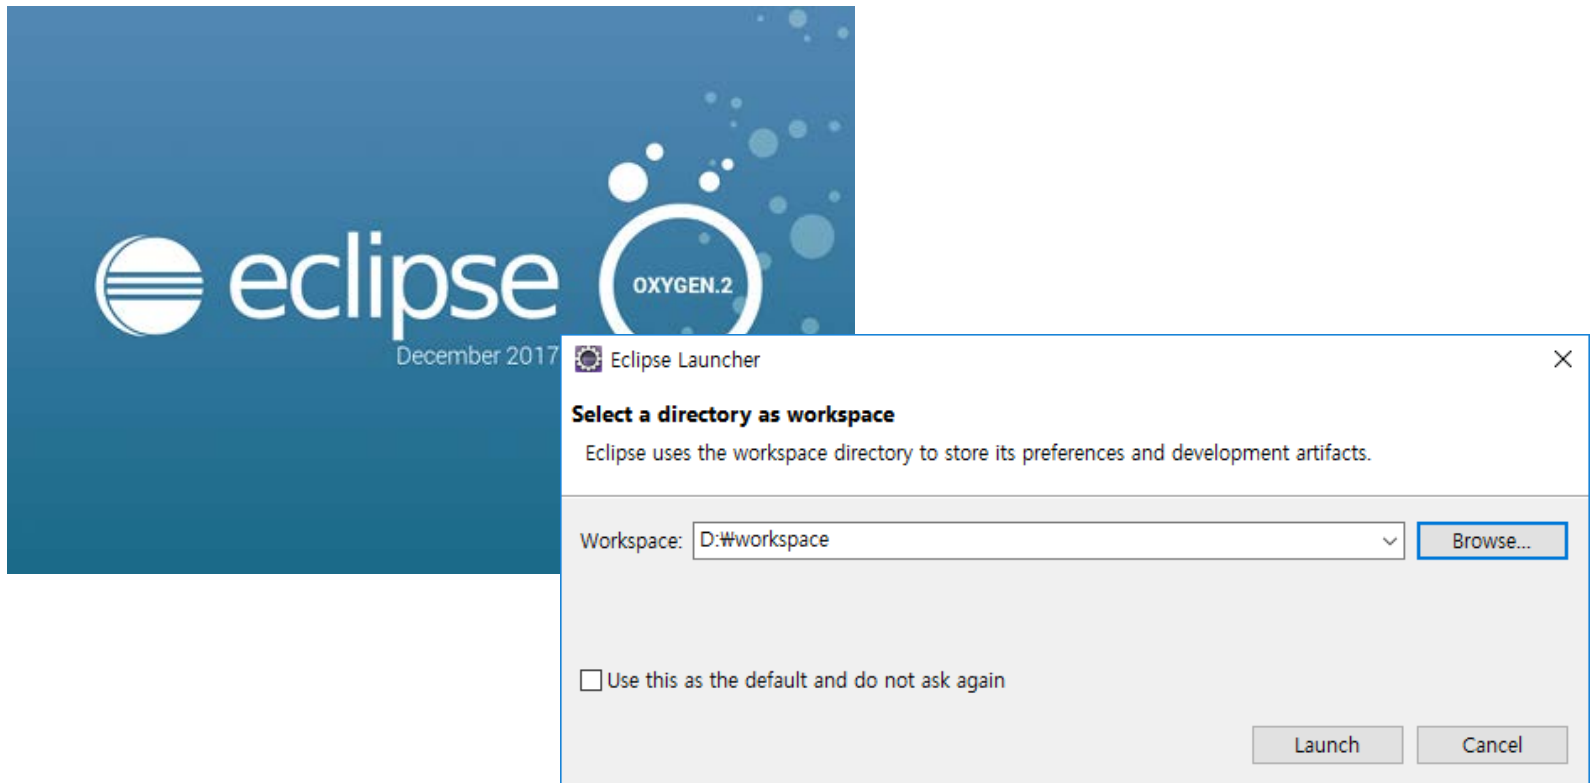 eclipse
OXYGEN.2
December 2017
Eclipse Launcher
Select a directory as workspace
Eclipse uses the workspace directory to store its preferences and development artifacts.
Workspace: D:₩workspace Browse...
Use this as the default and do not ask again
Launch Cancel